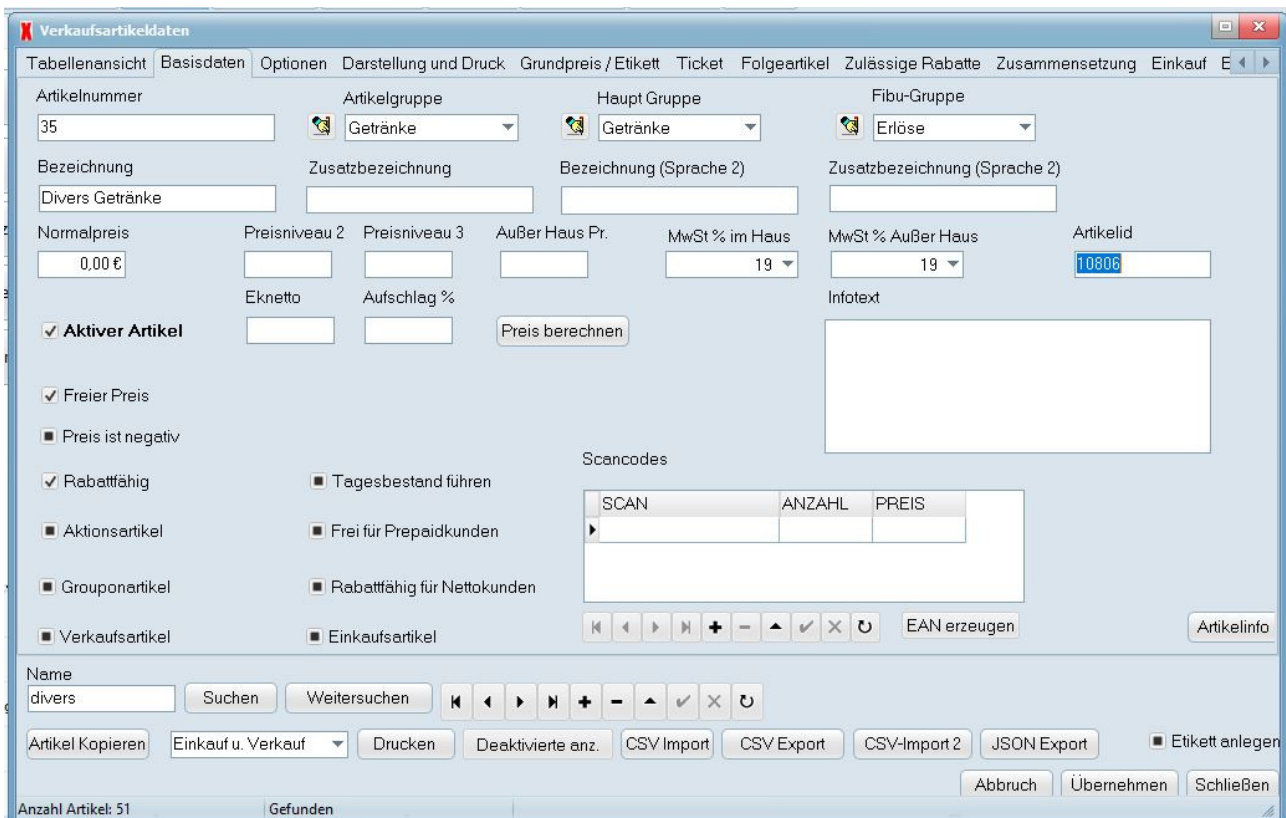 Verkaufsartikeldaten
Tabellenansicht Basisdaten Optionen Darstellung und Druck Grundpreis / Etikett Ticket Folgeartikel Zulässige Rabatte Zusammensetzung Einkauf E
Artikelnummer Artikelgruppe Haupt Gruppe Fibu-Gruppe
35 Getränke Getränke Erlöse
Bezeichnung Zusatzbezeichnung Bezeichnung (Sprache 2) Zusatzbezeichnung (Sprache 2)
Divers Getränke
Normalpreis Preisniveau 2 Preisniveau 3 Außer Haus Pr. MwSt % im Haus MwSt % Außer Haus Artikelid
0,00 € 19 19 10806
Eknetto Aufschlag % Infotext
Aktiver Artikel Preis berechnen
Freier Preis
Preis ist negativ
Scancodes
Rabattfähig Tagesbestand führen
SCAN ANZAHL PREIS
Aktionsartikel Frei für Prepaidkunden
Grouponartikel Rabattfähig für Nettokunden
EAN erzeugen Artikelinfo
Verkaufsartikel Einkaufsartikel
Name
divers Suchen Weitersuchen
Artikel Kopieren Einkauf u. Verkauf Drucken Deaktivierte anz. CSV Import CSV Export CSV-Import 2 JSON Export Etikett anlegen
Abbruch Übernehmen Schließen
Anzahl Artikel: 51 Gefunden